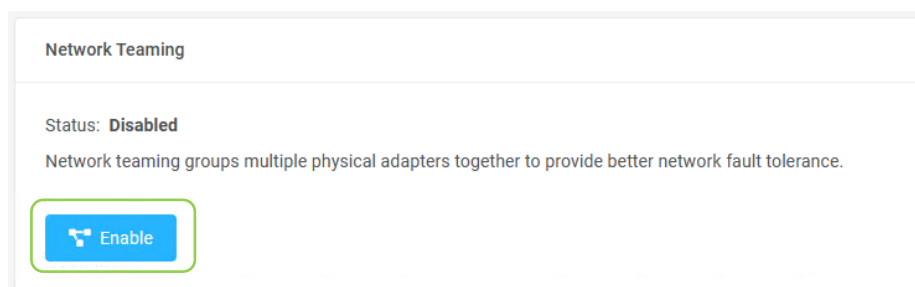 Network Teaming
Status: Disabled
Network teaming groups multiple physical adapters together to provide better network fault tolerance.
Enable